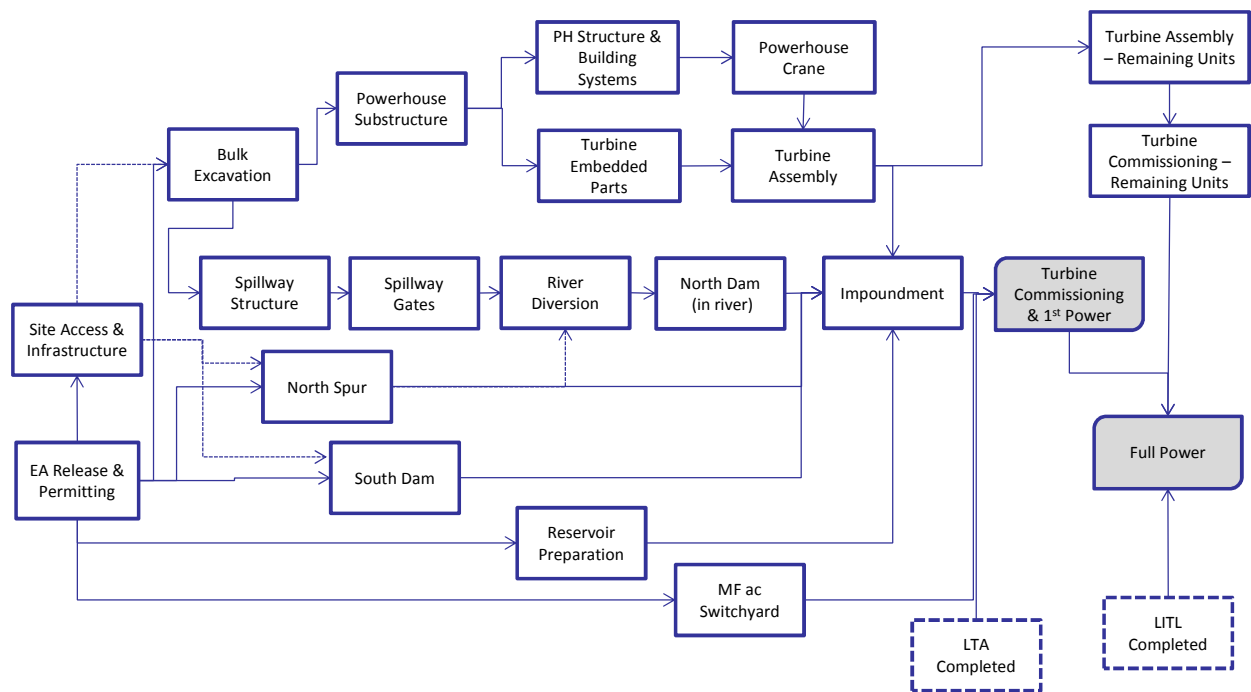 PH Structure &
Building
Systems
Powerhouse
Crane
Turbine Assembly
– Remaining Units
Powerhouse
Substructure
Bulk
Excavation
Turbine
Embedded
Parts
Turbine
Assembly
Turbine
Commissioning –
Remaining Units
Spillway
Structure
Spillway
Gates
River
Diversion
North Dam
(in river)
Impoundment
Turbine
Commissioning
& 1st Power
Site Access &
Infrastructure
North Spur
EA Release &
Permitting
South Dam
Full Power
Reservoir
Preparation
MF ac
Switchyard
LTA
Completed
LITL
Completed